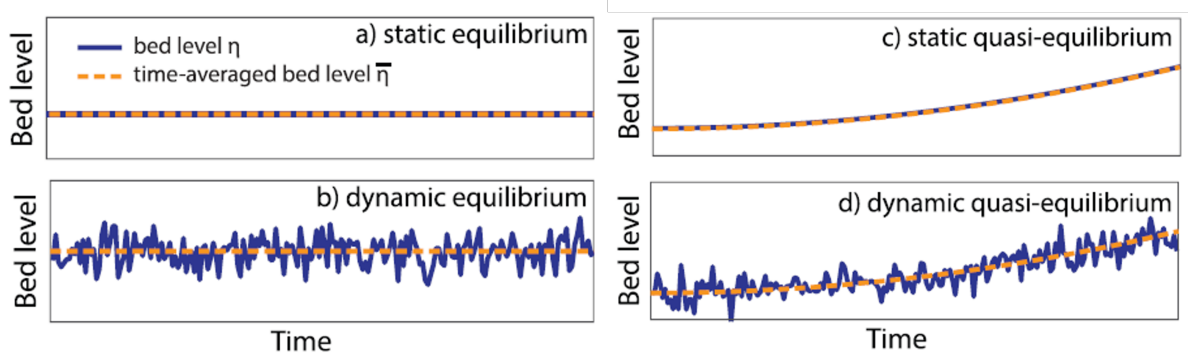 Bed level
a) static equilibrium
bed level η
time-averaged bed level η̅
Bed level
b) dynamic equilibrium
Time
Bed level
c) static quasi-equilibrium
Bed level
d) dynamic quasi-equilibrium
Time